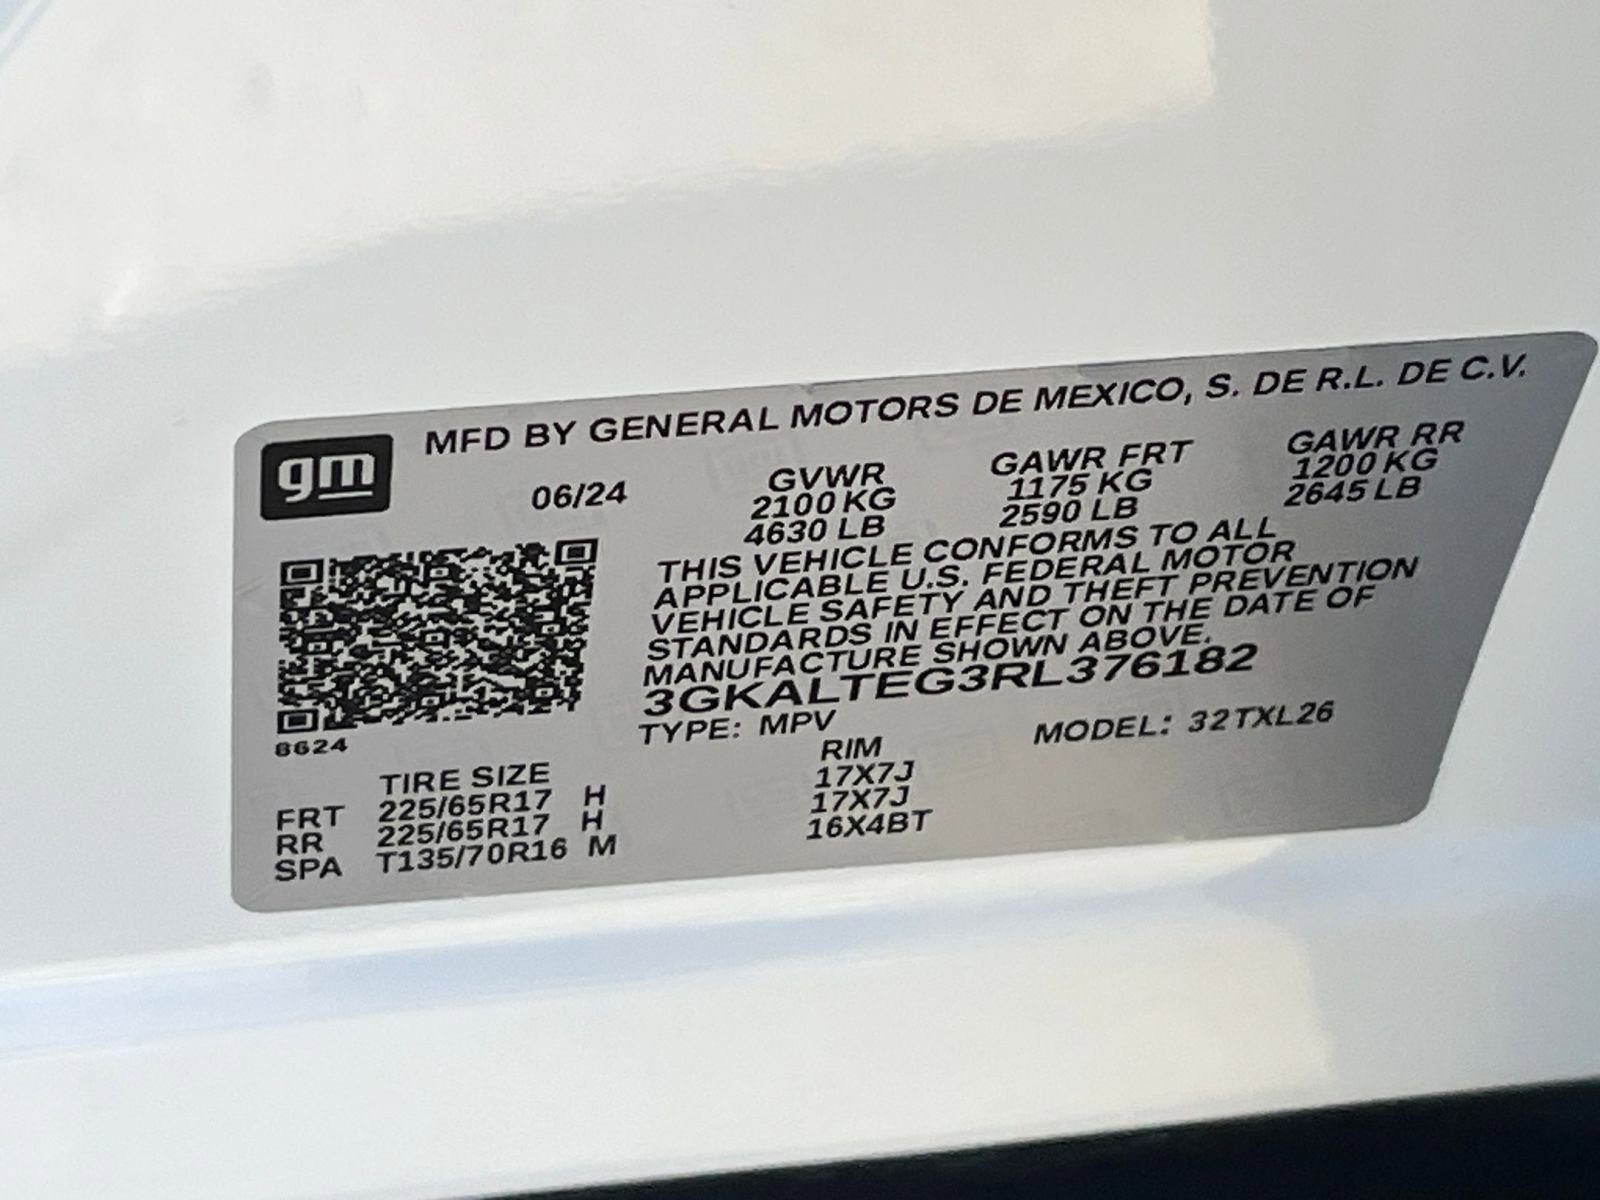 gm MFD BY GENERAL MOTORS DE MEXICO, S. DE R.L. DE C.V.
06/24 GVWR GAWR FRT GAWR RR
2100 KG 1175 KG 1200 KG
4630 LB 2590 LB 2645 LB
THIS VEHICLE CONFORMS TO ALL
APPLICABLE U.S. FEDERAL MOTOR
VEHICLE SAFETY AND THEFT PREVENTION
STANDARDS IN EFFECT ON THE DATE OF
MANUFACTURE SHOWN ABOVE.
3GKALTEG3RL376182
8624 TYPE: MPV MODEL: 32TXL26
TIRE SIZE RIM
FRT 225/65R17 H 17X7J
RR 225/65R17 H 17X7J
SPA T135/70R16 M 16X4BT